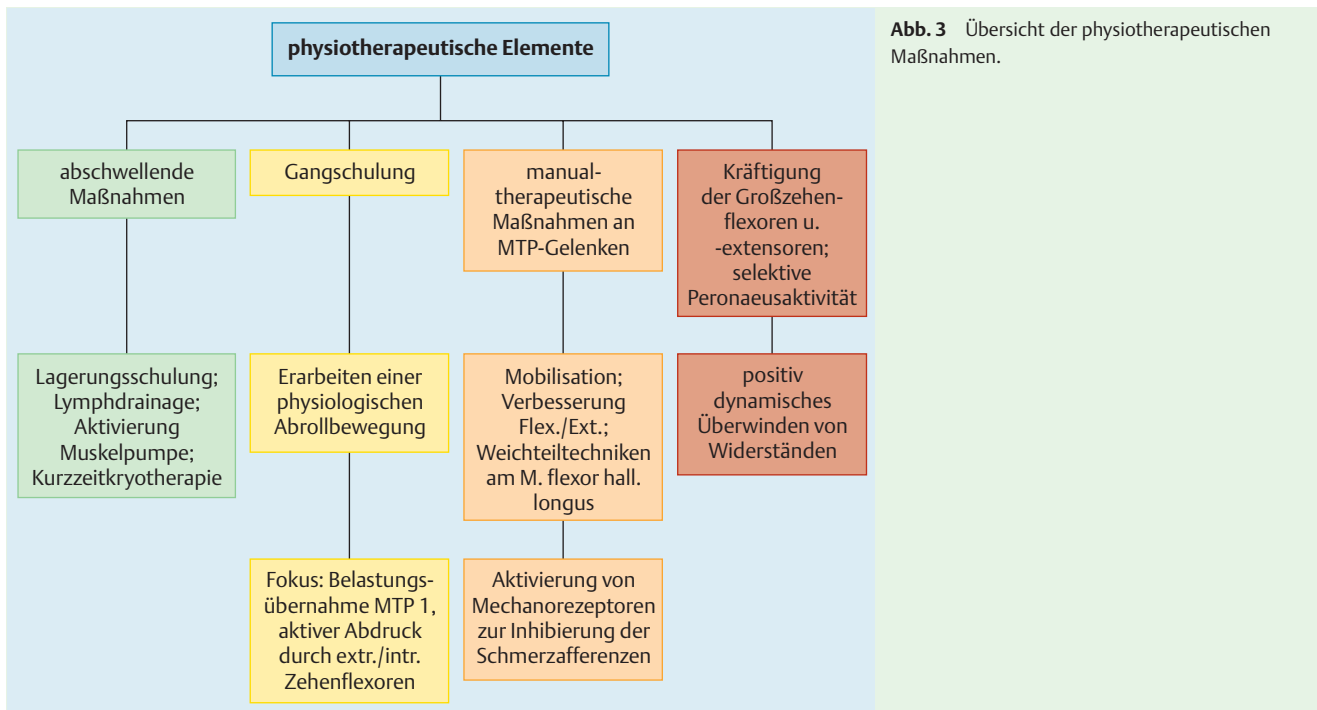 physiotherapeutische Elemente
abschwellende
Maßnahmen
Lagerungsschulung;
Lymphdrainage;
Aktivierung
Muskelpumpe;
Kurzzeitkryotherapie
Gangschulung
Erarbeiten einer
physiologischen
Abrollbewegung
Fokus: Belastungs-
übernahme MTP 1,
aktiver Abdruck
durch extr./intr.
Zehenflexoren
manual-
therapeutische
Maßnahmen an
MTP-Gelenken
Mobilisation;
Verbesserung
Flex./Ext.;
Weichteiltechniken
am M. flexor hall.
longus
Aktivierung von
Mechanorezeptoren
zur Inhibierung der
Schmerzafferenzen
Kräftigung
der Großzehen-
flexoren u.
-extensoren;
selektive
Peronaeusaktivität
positiv
dynamisches
Überwinden von
Widerständen
Abb. 3 Übersicht der physiotherapeutischen
Maßnahmen.